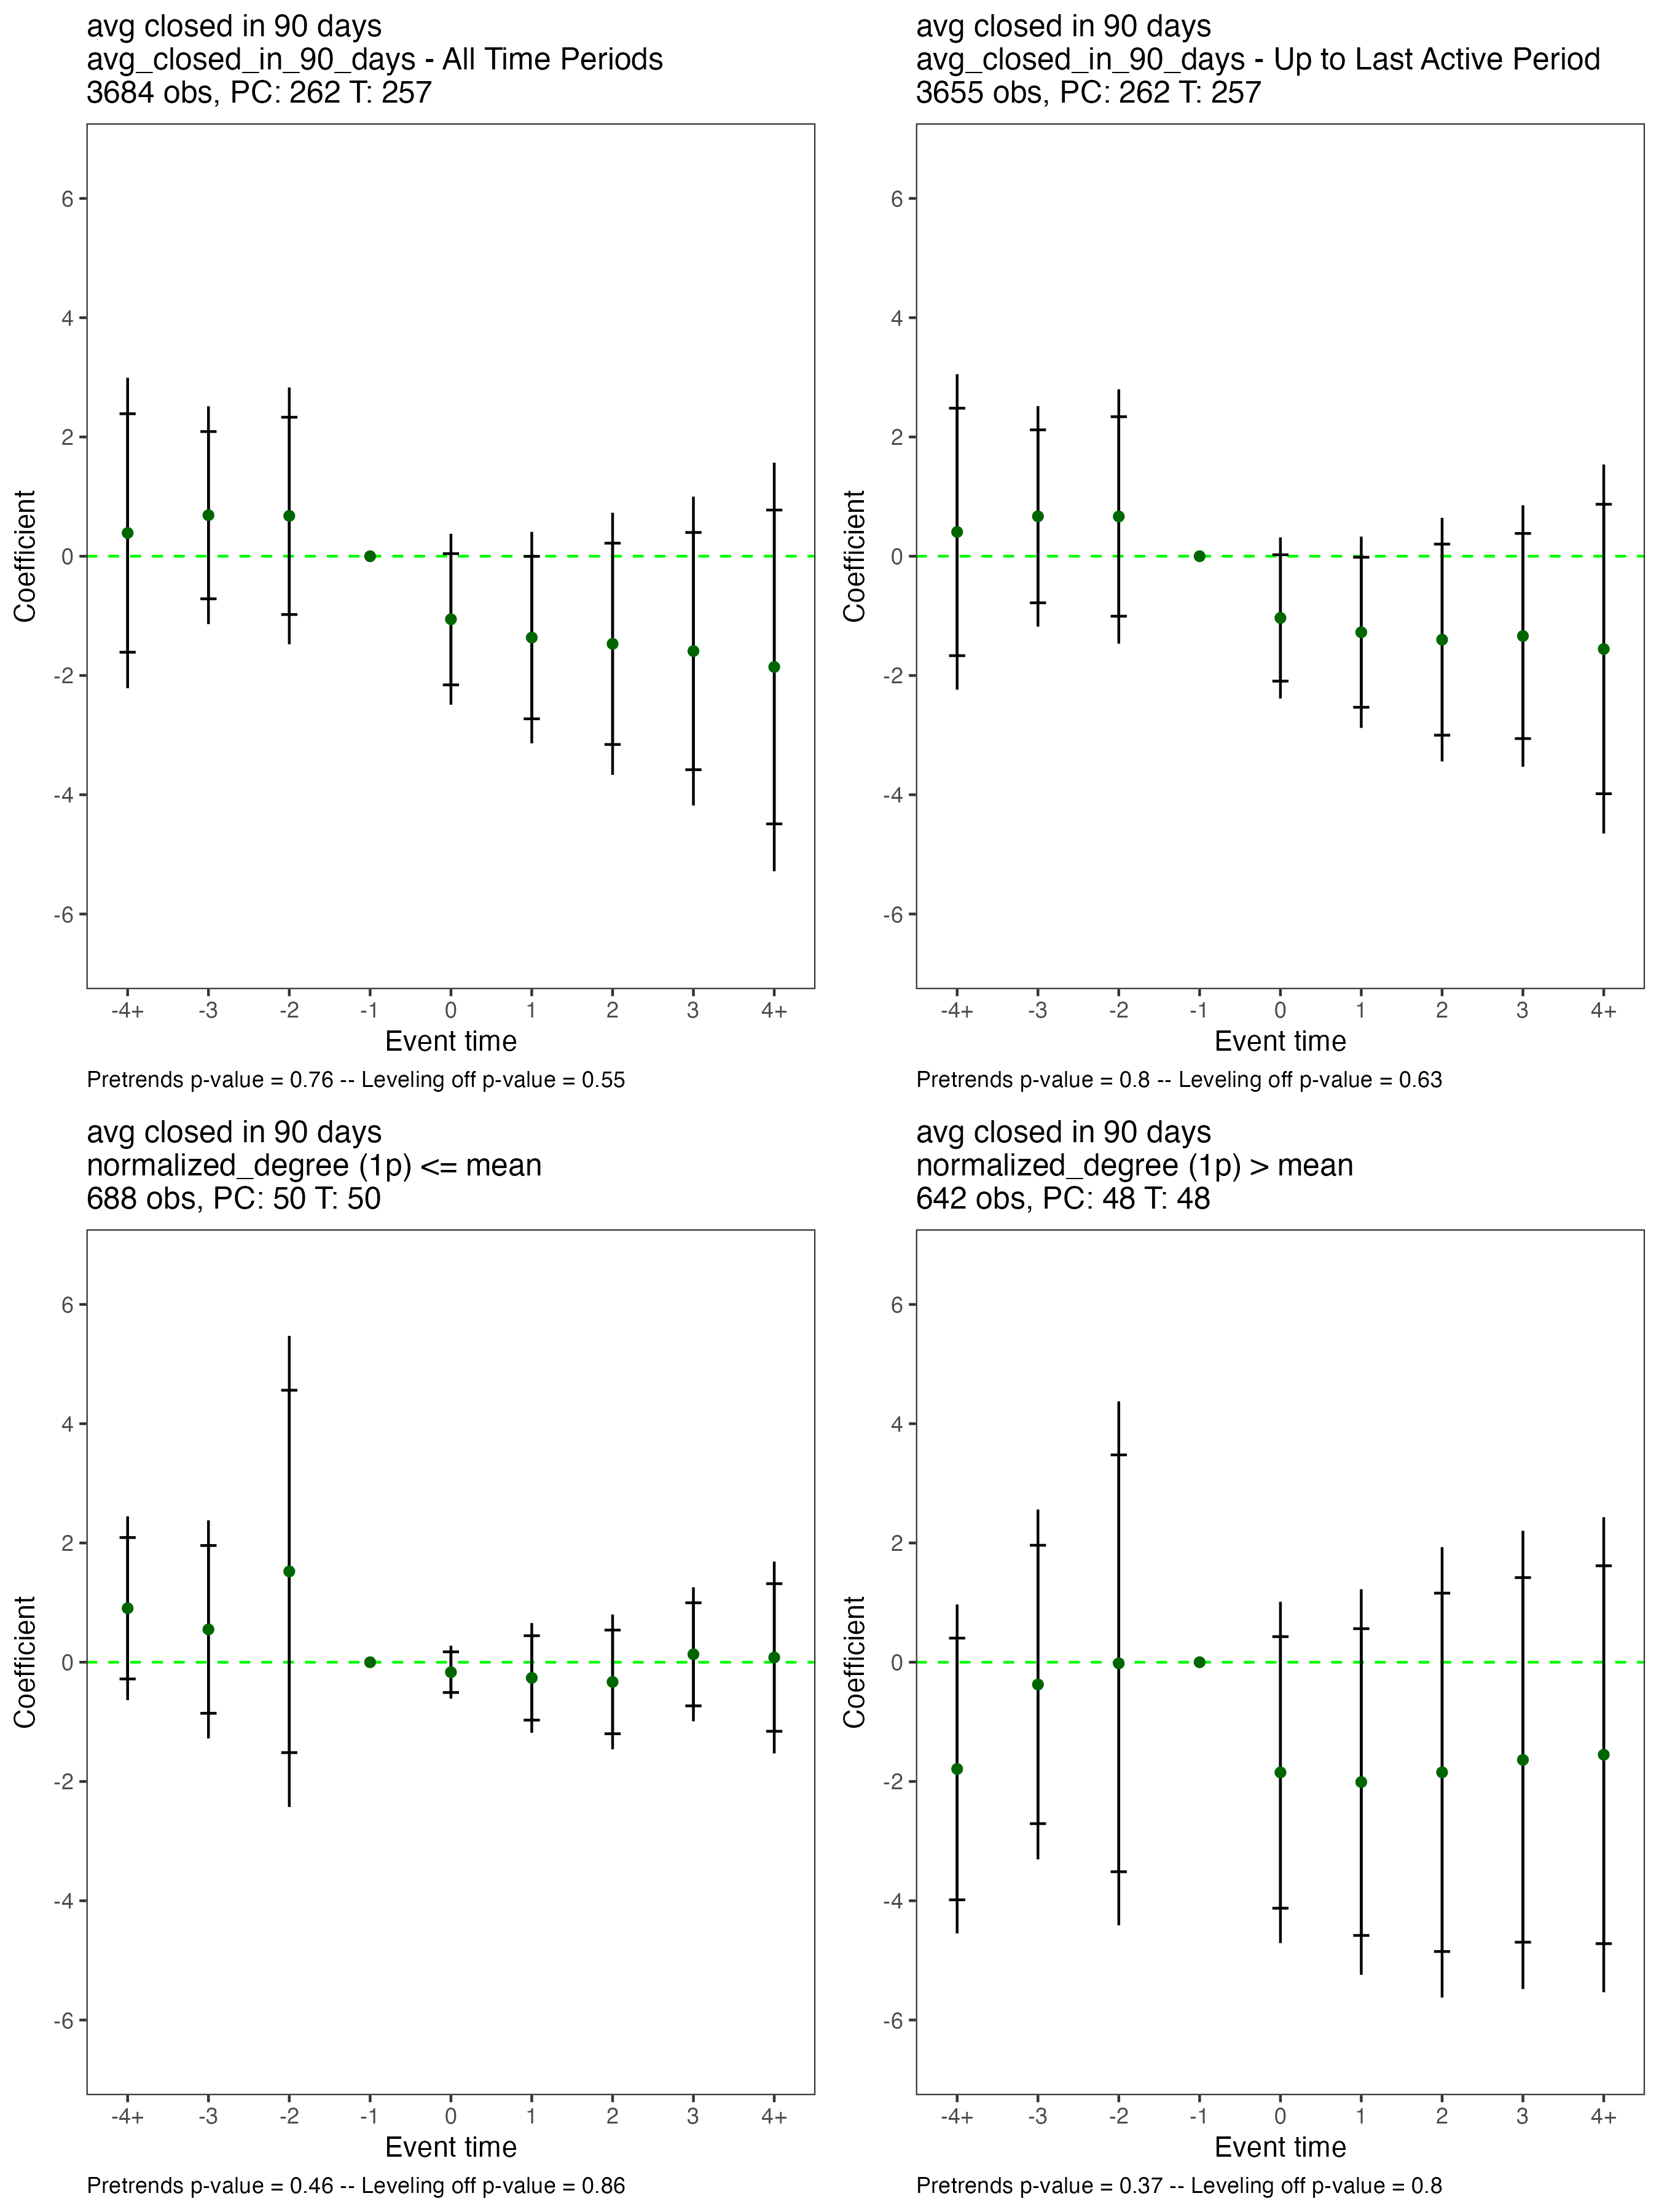 avg closed in 90 days
avg_closed_in_90_days - All Time Periods
3684 obs, PC: 262 T: 257
6
4
2
0
-2
-4
-6
Coefficient
-4+ -3 -2 -1 0 1 2 3 4+
Event time
Pretrends p-value = 0.76 -- Leveling off p-value = 0.55
avg closed in 90 days
avg_closed_in_90_days - Up to Last Active Period
3655 obs, PC: 262 T: 257
6
4
2
0
-2
-4
-6
Coefficient
-4+ -3 -2 -1 0 1 2 3 4+
Event time
Pretrends p-value = 0.8 -- Leveling off p-value = 0.63
avg closed in 90 days
normalized_degree (1p) <= mean
688 obs, PC: 50 T: 50
6
4
2
0
-2
-4
-6
Coefficient
-4+ -3 -2 -1 0 1 2 3 4+
Event time
Pretrends p-value = 0.46 -- Leveling off p-value = 0.86
avg closed in 90 days
normalized_degree (1p) > mean
642 obs, PC: 48 T: 48
6
4
2
0
-2
-4
-6
Coefficient
-4+ -3 -2 -1 0 1 2 3 4+
Event time
Pretrends p-value = 0.37 -- Leveling off p-value = 0.8